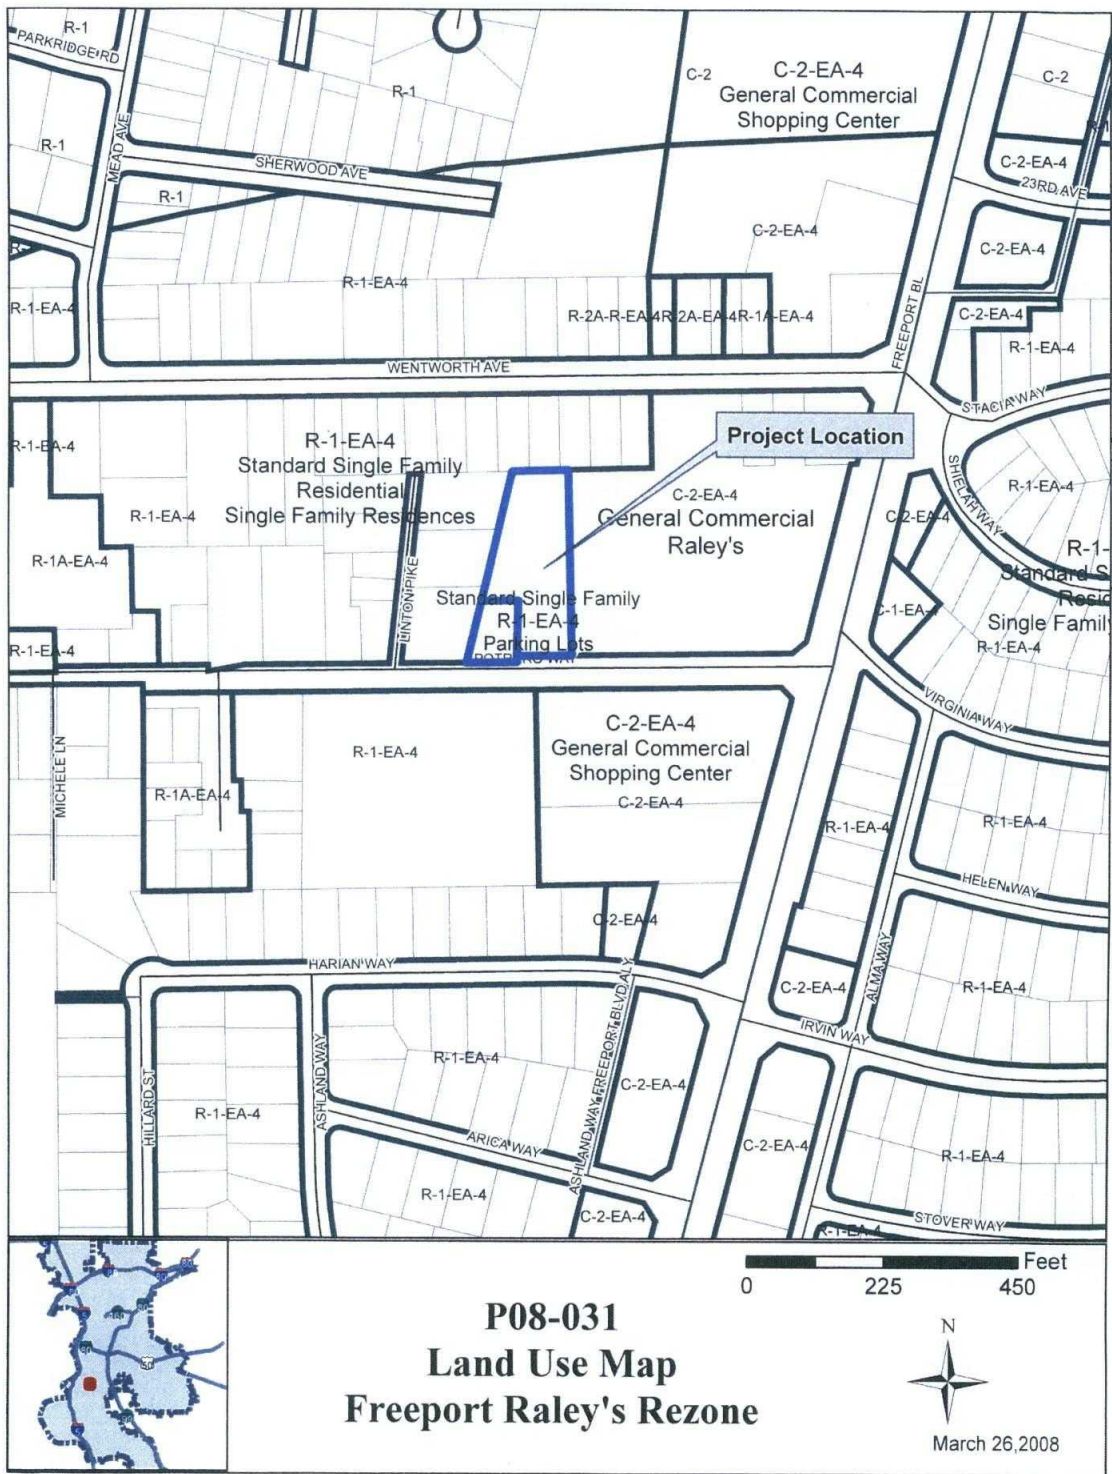 R-1
PARKRIDGE RD
R-1
C-2
C-2-EA-4
General Commercial
Shopping Center
C-2
R-1
MEAD AVE
SHERWOOD AVE
R-1
C-2-EA-4
23RD AVE
C-2-EA-4
C-2-EA-4
R-1-EA-4
R-1-EA-4
R-2A-R-EA-4
R-2A-EA-4
R-1A-EA-4
FREEPORT BL
C-2-EA-4
R-1-EA-4
WENTWORTH AVE
STACIA WAY
Project Location
R-1-EA-4
R-1-EA-4
Standard Single Family
Residential
Single Family Residences
R-1-EA-4
R-1A-EA-4
C-2-EA-4
General Commercial
Raley's
SHIELAH WAY
R-1-EA-4
C-2-EA-4
R-1-
Standard S
Resid
Single Family
C-1-EA-4
R-1-EA-4
LINTON PIKE
Standard Single Family
R-1-EA-4
Parking Lots
R-1-EA-4
VIRGINIA WAY
MICHELE LN
R-1A-EA-4
R-1-EA-4
C-2-EA-4
General Commercial
Shopping Center
C-2-EA-4
R-1-EA-4
R-1-EA-4
HELEN WAY
C-2-EA-4
HARIAN WAY
C-2-EA-4
ALMA WAY
R-1-EA-4
IRVIN WAY
HILLARD ST
R-1-EA-4
ASHLAND WAY
R-1-EA-4
ARICA WAY
R-1-EA-4
ASHLAND WAY FREEPORT BLVD ALY
C-2-EA-4
C-2-EA-4
C-2-EA-4
R-1-EA-4
STOVER WAY
R-1-EA-4
Feet
0 225 450
P08-031
Land Use Map
Freeport Raley's Rezone
N
March 26,2008